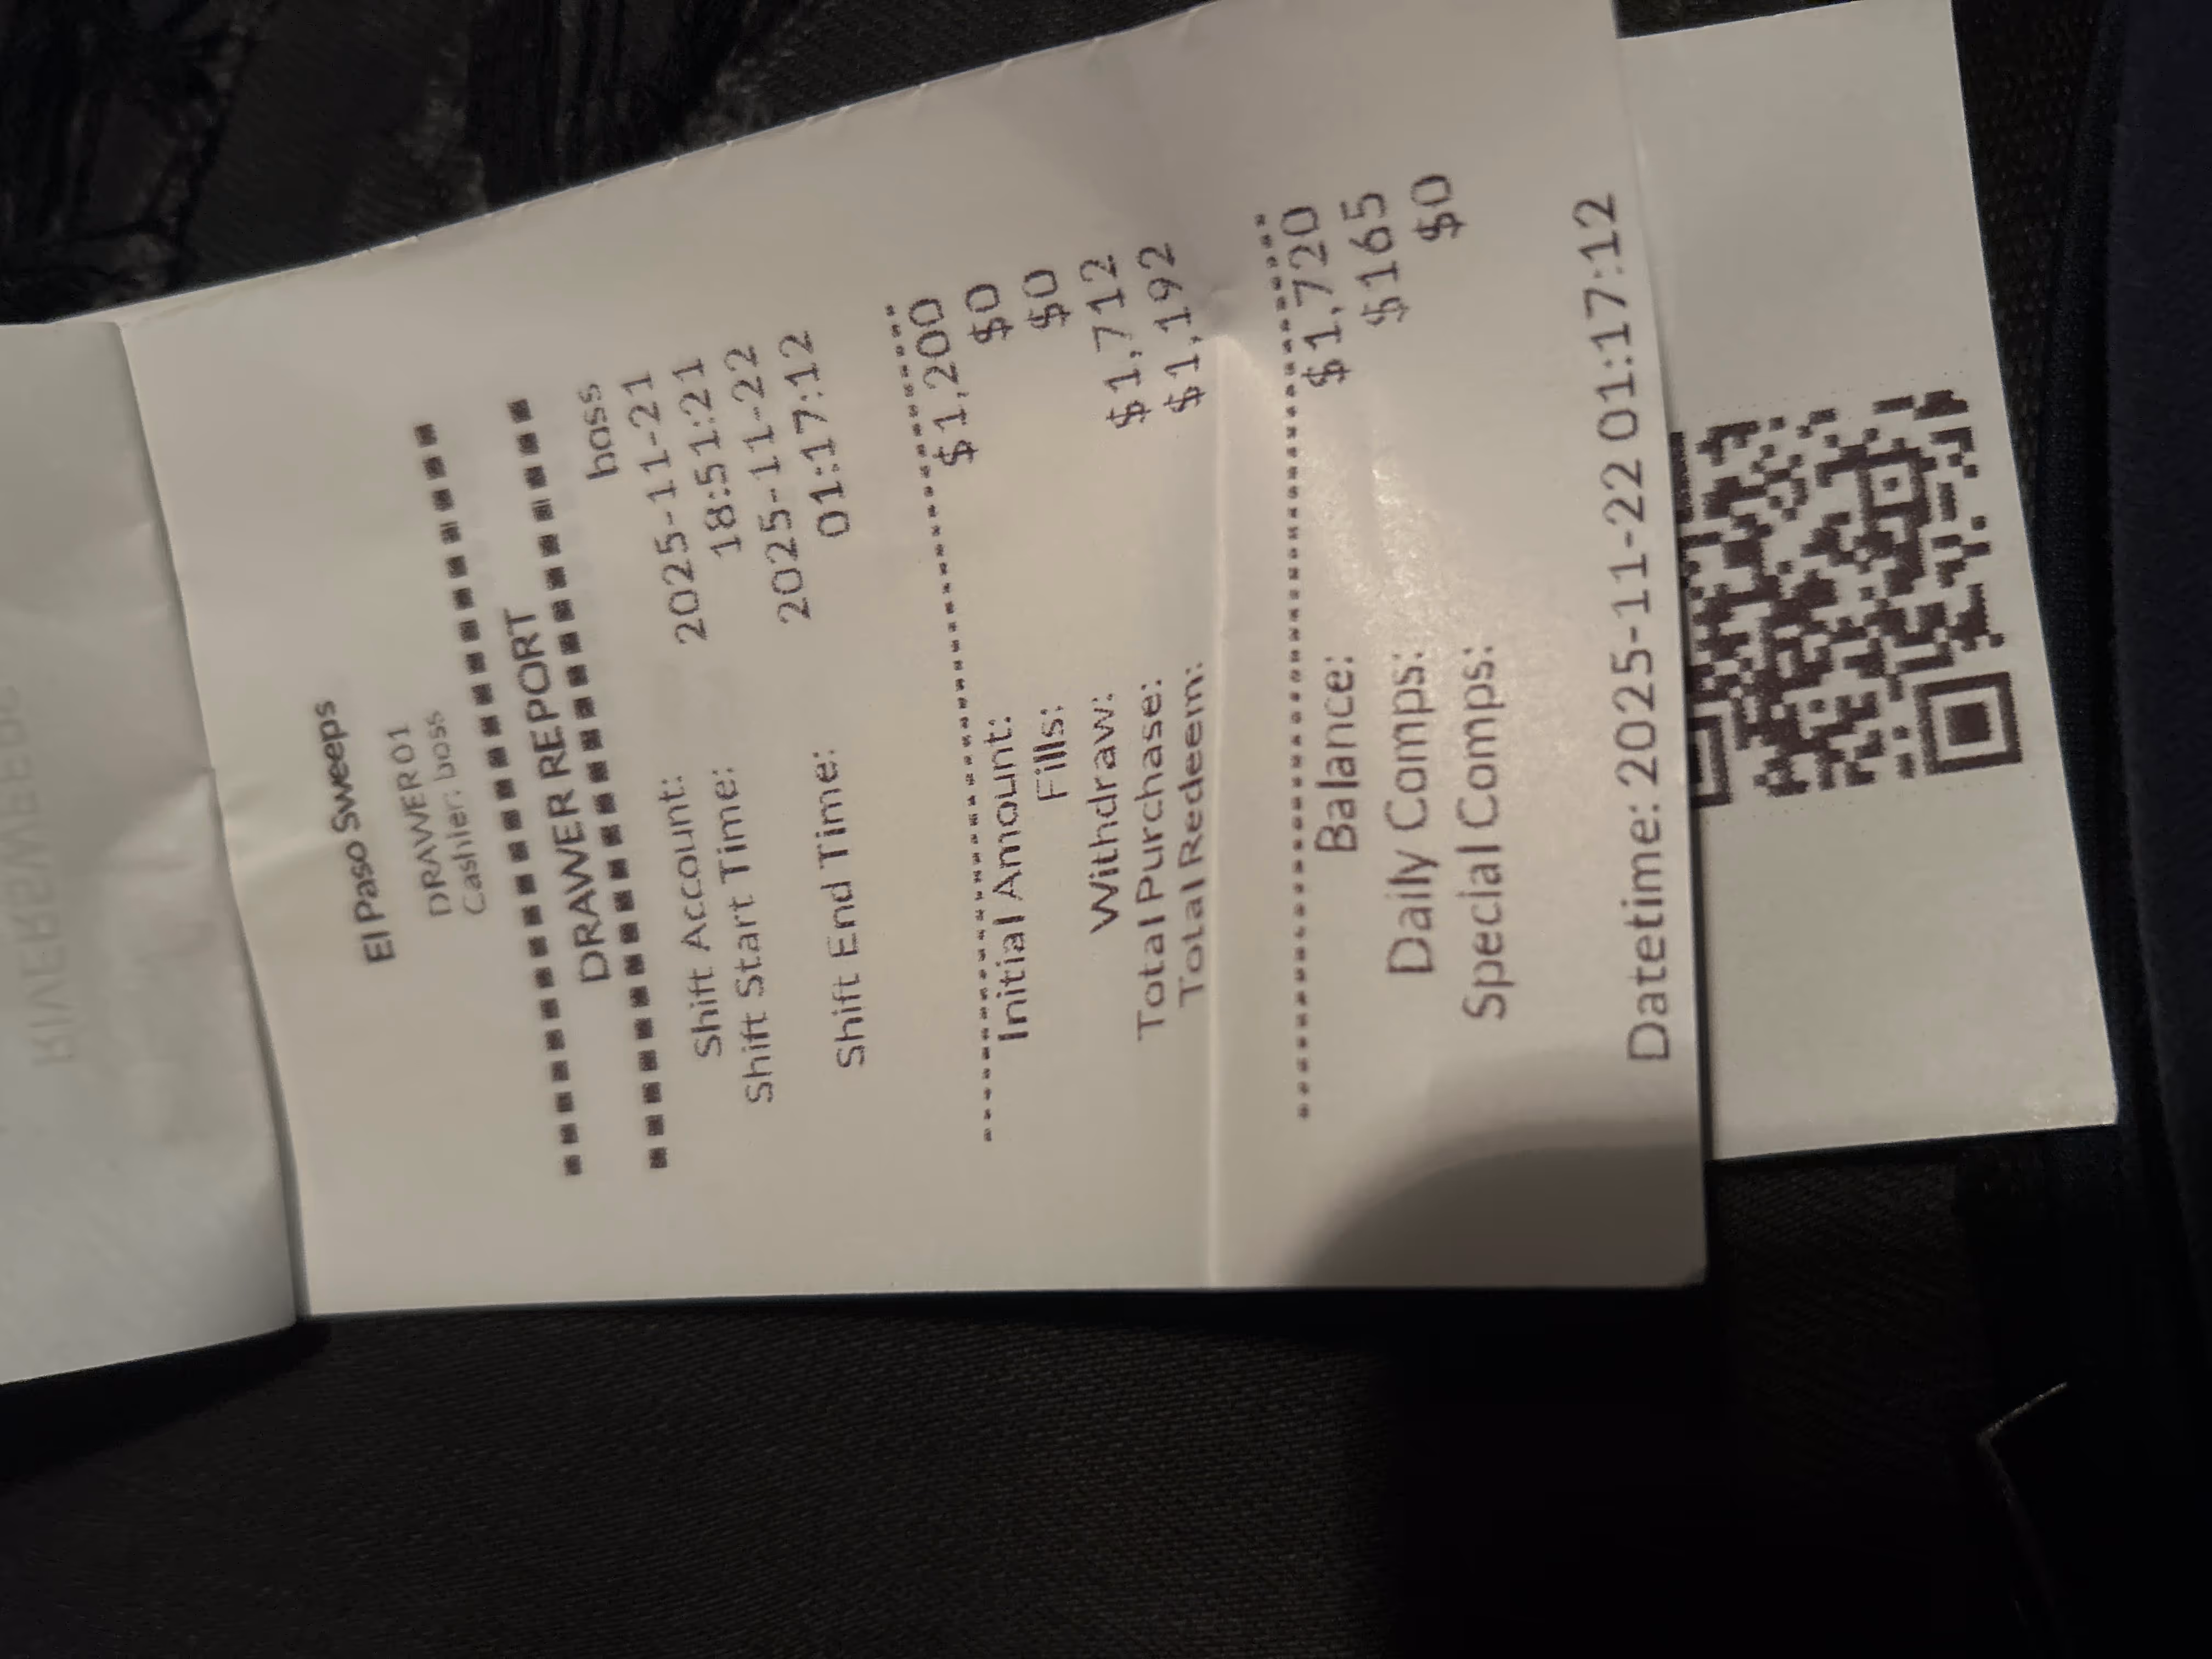 El Paso Sweeps
DRAWER 01
Cashier: boss
DRAWER REPORT
Shift Account: boss
Shift Start Time: 2025-11-21
18:51:21
Shift End Time: 2025-11-22
01:17:12
Initial Amount: $1,200
Fills: $0
Withdraw: $0
Total Purchase: $1,712
Total Redeem: $1,192
Balance: $1,720
Daily Comps: $165
Special Comps: $0
Datetime: 2025-11-22 01:17:12